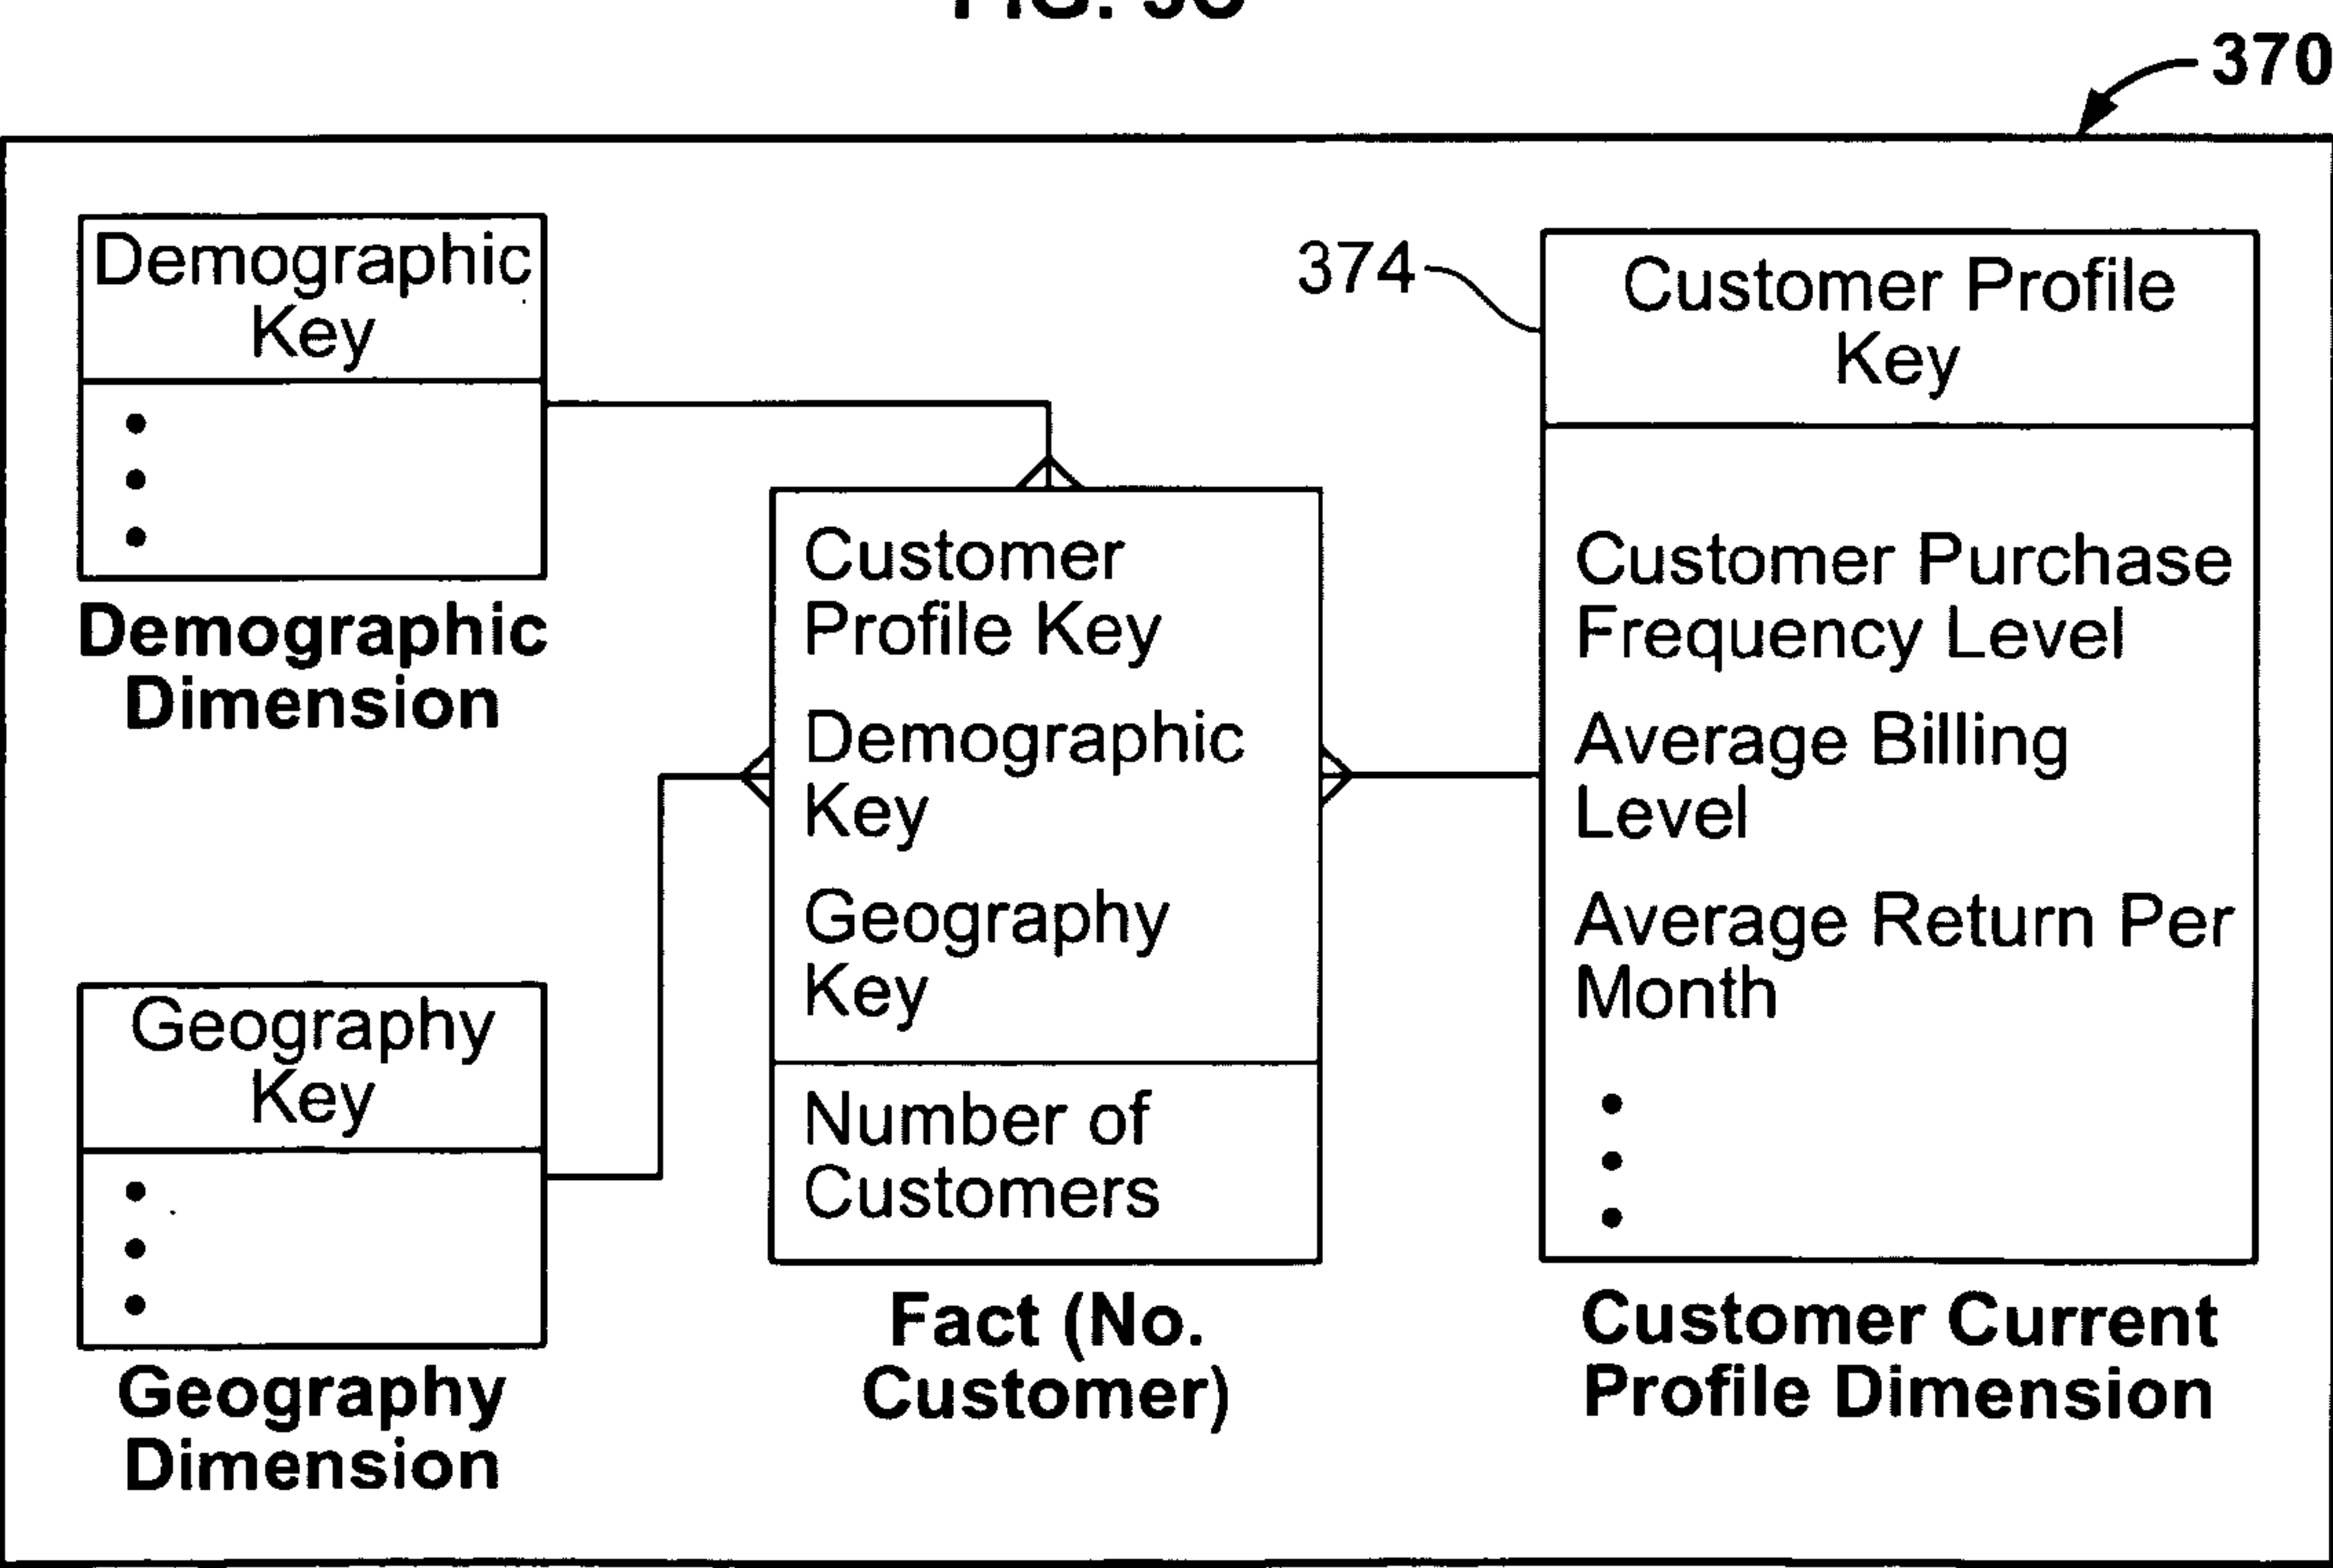 370
Demographic
Key
Demographic
Dimension
Geography
Key
Geography
Dimension
Customer
Profile Key
Demographic
Key
Geography
Key
Number of
Customers
Fact (No.
Customer)
374
Customer Profile
Key
Customer Purchase
Frequency Level
Average Billing
Level
Average Return Per
Month
Customer Current
Profile Dimension